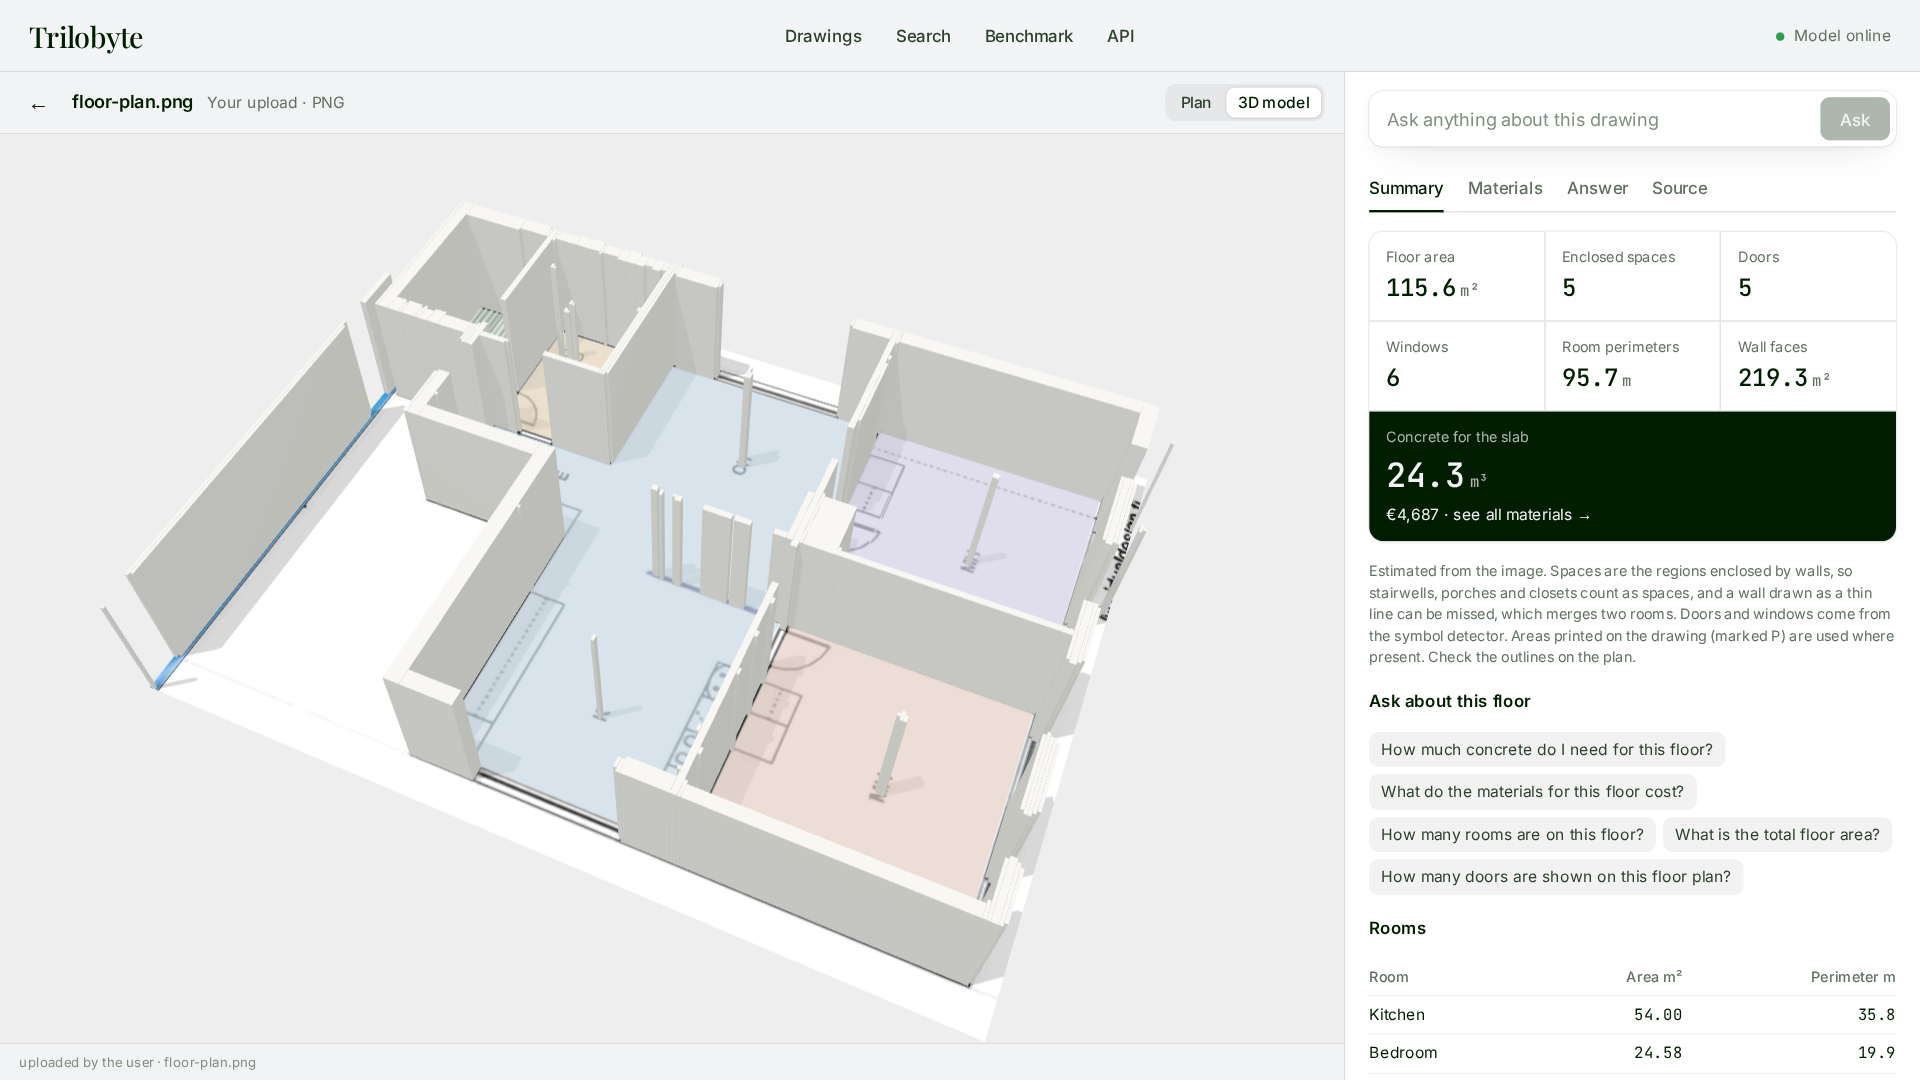 Trilobyte
Drawings
Search
Benchmark
API
Model online
← floor-plan.png
Your upload · PNG
Plan
3D model
Ask anything about this drawing
Ask
Summary
Materials
Answer
Source
Floor area
115.6 m²
Enclosed spaces
5
Doors
5
Windows
6
Room perimeters
95.7 m
Wall faces
219.3 m²
Concrete for the slab
24.3 m³
€4,687 · see all materials →
Estimated from the image. Spaces are the regions enclosed by walls, so
stairwells, porches and closets count as spaces, and a wall drawn as a thin
line can be missed, which merges two rooms. Doors and windows come from
the symbol detector. Areas printed on the drawing (marked P) are used where
present. Check the outlines on the plan.
Ask about this floor
How much concrete do I need for this floor?
What do the materials for this floor cost?
How many rooms are on this floor?
What is the total floor area?
How many doors are shown on this floor plan?
Rooms
Room
Area m²
Perimeter m
Kitchen
54.00
35.8
Bedroom
24.58
19.9
uploaded by the user · floor-plan.png